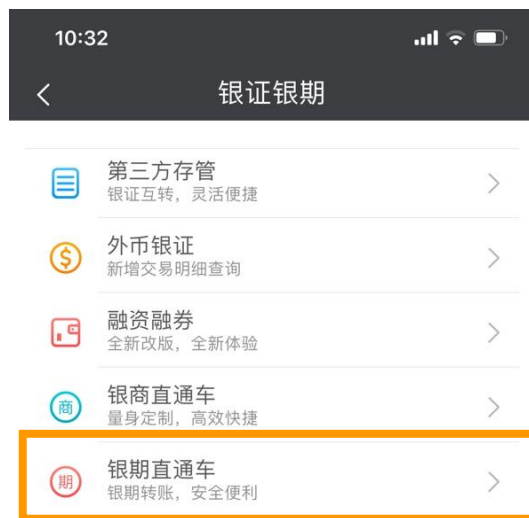 10:32
银证银期
第三方存管
银证互转，灵活便捷
外币银证
新增交易明细查询
融资融券
全新改版，全新体验
商
银商直通车
量身定制，高效快捷
期
银期直通车
银期转账，安全便利